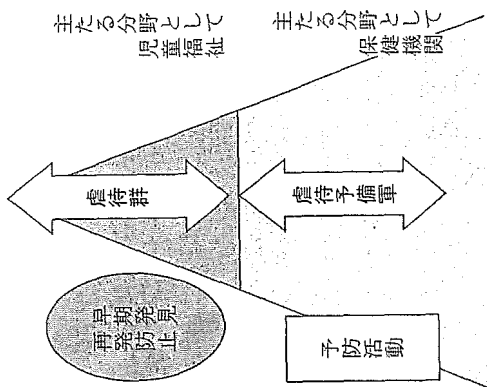 主たる分野として
児童福祉
主たる分野として
保健機関
虐待群
虐待予備軍
早期発見
再発防止
予防活動